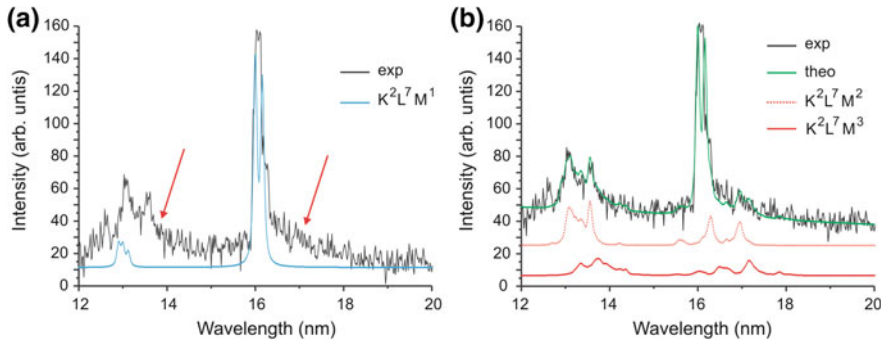 (a)
160
140
120
100
80
60
40
20
0
Intensity (arb. untis)
exp
K²L⁷M¹
12
14
16
18
20
Wavelength (nm)
(b)
160
140
120
100
80
60
40
20
0
Intensity (arb. untis)
exp
theo
K²L⁷M²
K²L⁷M³
12
14
16
18
20
Wavelength (nm)